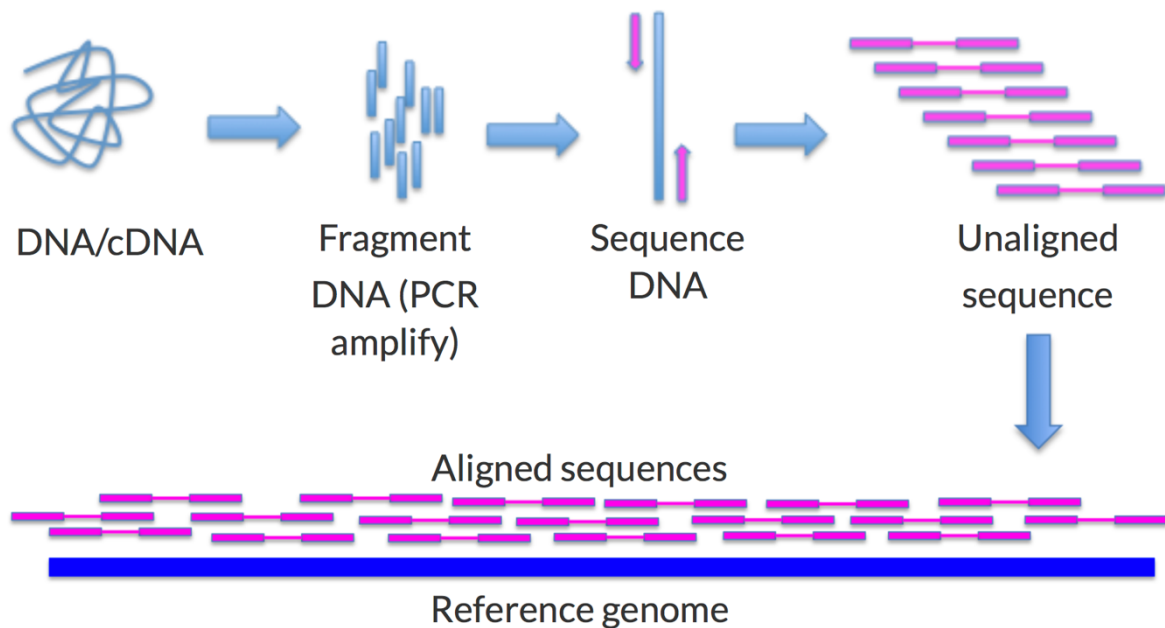 DNA/cDNA
Fragment
DNA (PCR
amplify)
Sequence
DNA
Unaligned
sequence
Aligned sequences
Reference genome